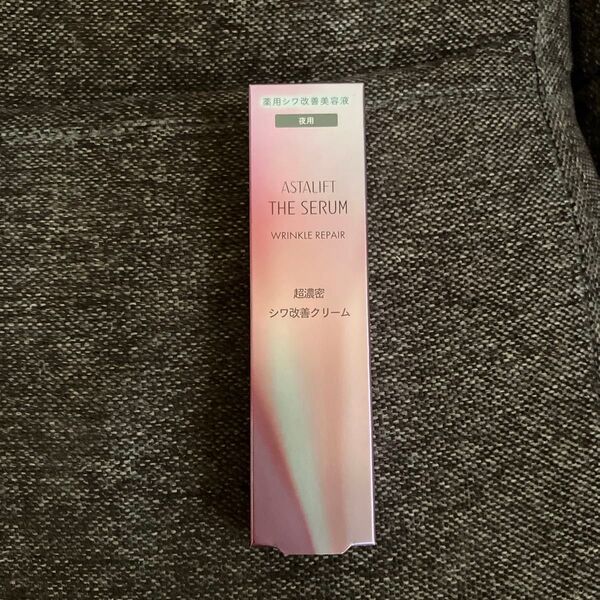 薬用シワ改善美容液
夜用
ASTALIFT
THE SERUM
WRINKLE REPAIR
超濃密
シワ改善クリーム